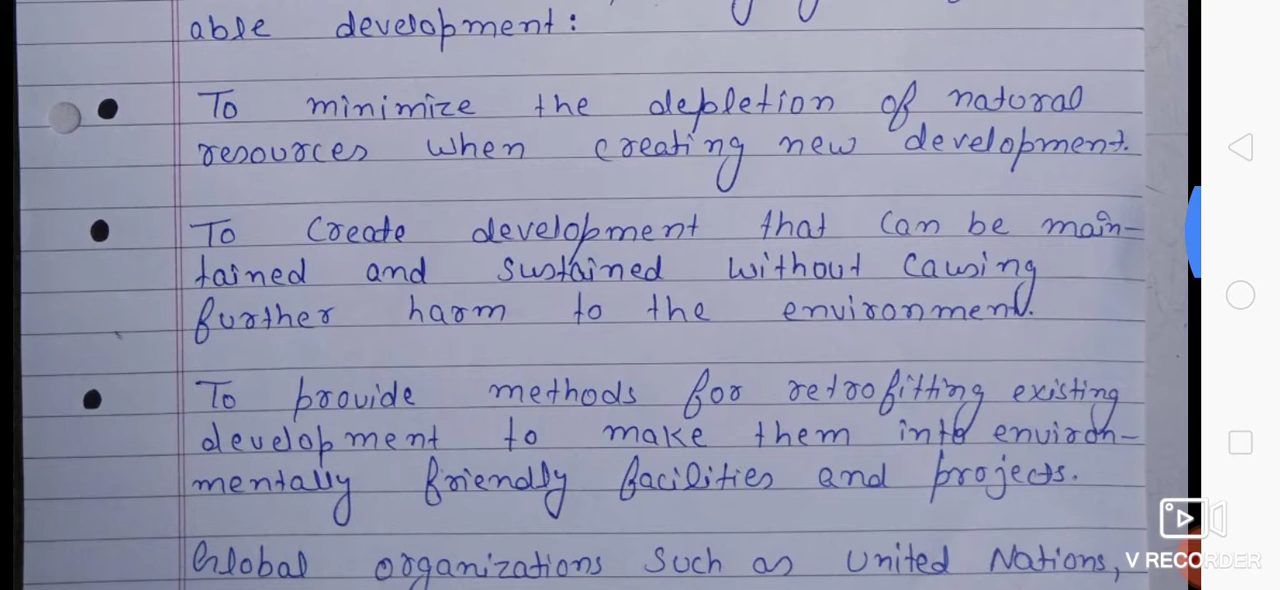 able development:
To minimize the depletion of natural
resources when creating new development.
To create development that can be main-
tained and sustained without causing
further harm to the environment.
To provide methods for retrofitting existing
development to make them into environ-
mentally friendly facilities and projects.
Global organizations such as United Nations,
V RECORDER